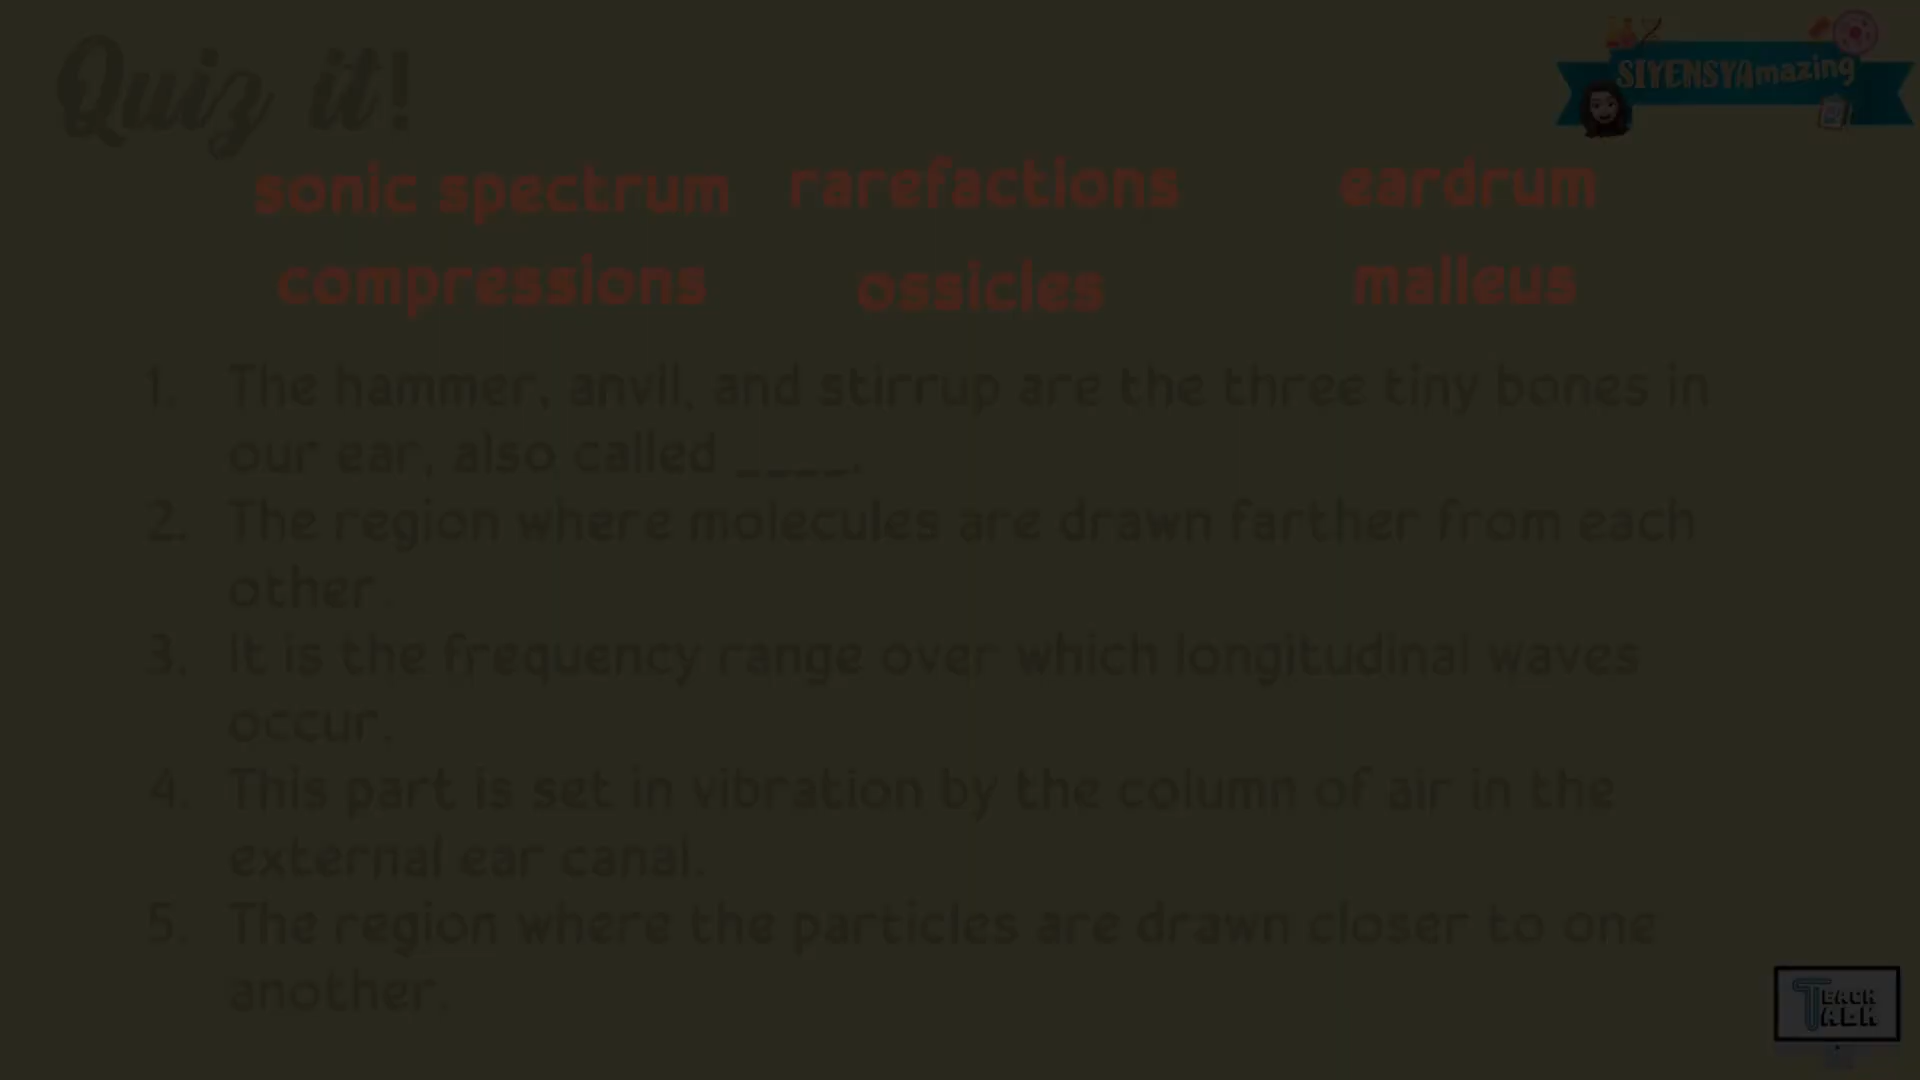 Quiz it!
SIYENSYAmazing
sonic spectrum rarefactions eardrum
compressions ossicles malleus
1. The hammer, anvil, and stirrup are the three tiny bones in
our ear, also called ____.
2. The region where molecules are drawn farther from each
other.
3. It is the frequency range over which longitudinal waves
occur.
4. This part is set in vibration by the column of air in the
external ear canal.
5. The region where the particles are drawn closer to one
another.
TEACH
TALK